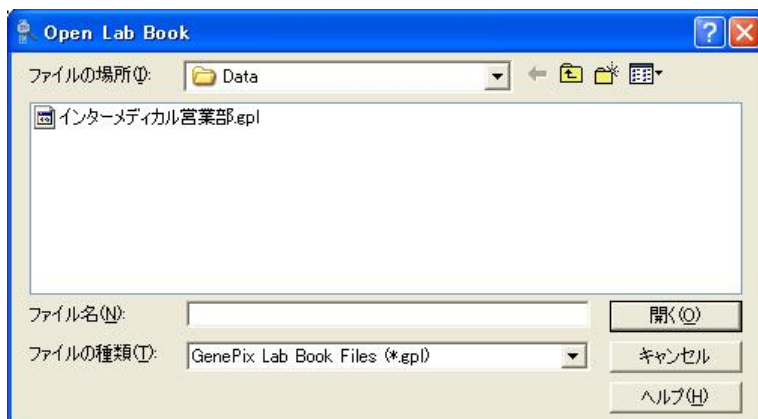 Open Lab Book
ファイルの場所(I): Data
インターメディカル営業部.gpl
ファイル名(N): 開く(O)
ファイルの種類(T): GenePix Lab Book Files (*.gpl) キャンセル
ヘルプ(H)